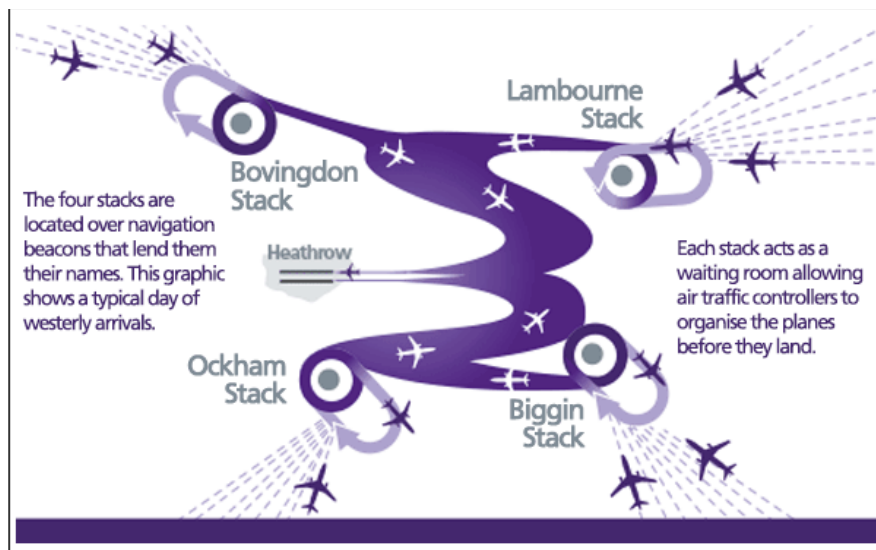 Lambourne
Stack
Bovingdon
Stack
The four stacks are
located over navigation
beacons that lend them
their names. This graphic
shows a typical day of
westerly arrivals.
Heathrow
Each stack acts as a
waiting room allowing
air traffic controllers to
organise the planes
before they land.
Ockham
Stack
Biggin
Stack